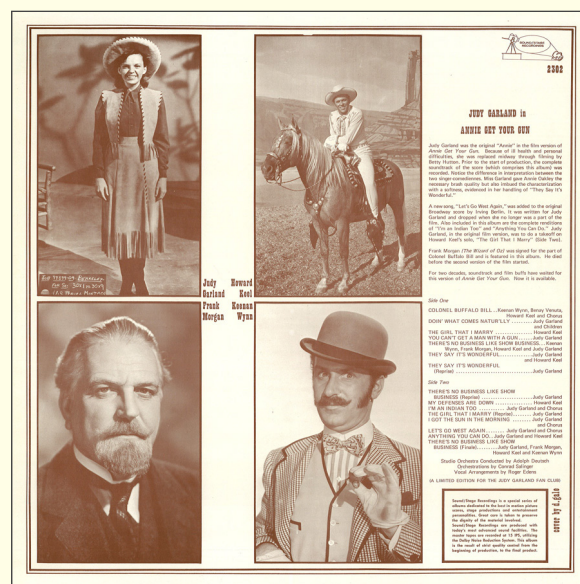 SOUND/STAGE
RECORDINGS
2302
JUDY GARLAND in
ANNIE GET YOUR GUN
Judy Garland was the original "Annie" in the film version of
Annie Get Your Gun. Because of ill health and personal
difficulties, she was replaced midway through filming by
Betty Hutton. Prior to the start of production, the complete
soundtrack of the score (which comprises this album) was
recorded. Notice the difference in interpretation between the
two singer-comediennes. Miss Garland gave Annie Oakley the
necessary brash quality but also imbued the characterization
with a softness, evidenced in her handling of "They Say It's
Wonderful."
A new song, "Let's Go West Again," was added to the original
Broadway score by Irving Berlin. It was written for Judy
Garland and dropped when she no longer was a part of the
film. Also included in this album are the complete renditions
of "I'm an Indian Too" and "Anything You Can Do." Judy
Garland, in the original film version, was to do a takeoff on
Howard Keel's solo, "The Girl That I Marry" (Side Two).
Frank Morgan (The Wizard of Oz) was signed for the part of
Colonel Buffalo Bill and is featured in this album. He died
before the second version of the film started.
For two decades, soundtrack and film buffs have waited for
this version of Annie Get Your Gun. Now it is available.
Judy Howard
Garland Keel
Frank Keenan
Morgan Wynn
Side One
COLONEL BUFFALO BILL . . Keenan Wynn, Benay Venuta,
Howard Keel and Chorus
DOIN' WHAT COMES NATUR'LLY . . . . . . . Judy Garland
and Children
THE GIRL THAT I MARRY . . . . . . . . . . . Howard Keel
YOU CAN'T GET A MAN WITH A GUN . . . . . Judy Garland
THERE'S NO BUSINESS LIKE SHOW BUSINESS . . . Keenan
Wynn, Frank Morgan, Howard Keel and Judy Garland
THEY SAY IT'S WONDERFUL . . . . . . . . . Judy Garland
and Howard Keel
THEY SAY IT'S WONDERFUL
(Reprise) . . . . . . . . . . . . . . . . . . . . Judy Garland
Side Two
THERE'S NO BUSINESS LIKE SHOW
BUSINESS (Reprise) . . . . . . . . . . . . . . Judy Garland
MY DEFENSES ARE DOWN . . . . . . . . . . . Howard Keel
I'M AN INDIAN TOO . . . . . . . . Judy Garland and Chorus
THE GIRL THAT I MARRY (Reprise) . . . . . . Judy Garland
I GOT THE SUN IN THE MORNING . . . . . . . Judy Garland
and Chorus
LET'S GO WEST AGAIN . . . . . . . Judy Garland and Chorus
ANYTHING YOU CAN DO . . Judy Garland and Howard Keel
THERE'S NO BUSINESS LIKE SHOW
BUSINESS (Finale) . . . . . . . Judy Garland, Frank Morgan,
Howard Keel and Keenan Wynn
Studio Orchestra Conducted by Adolph Deutsch
Orchestrations by Conrad Salinger
Vocal Arrangements by Roger Edens
(A LIMITED EDITION FOR THE JUDY GARLAND FAN CLUB)
Sound/Stage Recordings is a special series of
albums dedicated to the best in motion picture
scores, stage productions and entertainment
personalities. Great care is taken to preserve
the dignity of the material involved.
Sound/Stage Recordings are produced with
today's most advanced sound facilities. The
master tapes are recorded at 15 IPS, utilizing
the Dolby Noise Reduction System. This album
is the result of strict quality control from the
beginning of production, to the final product.
cover by d.galo